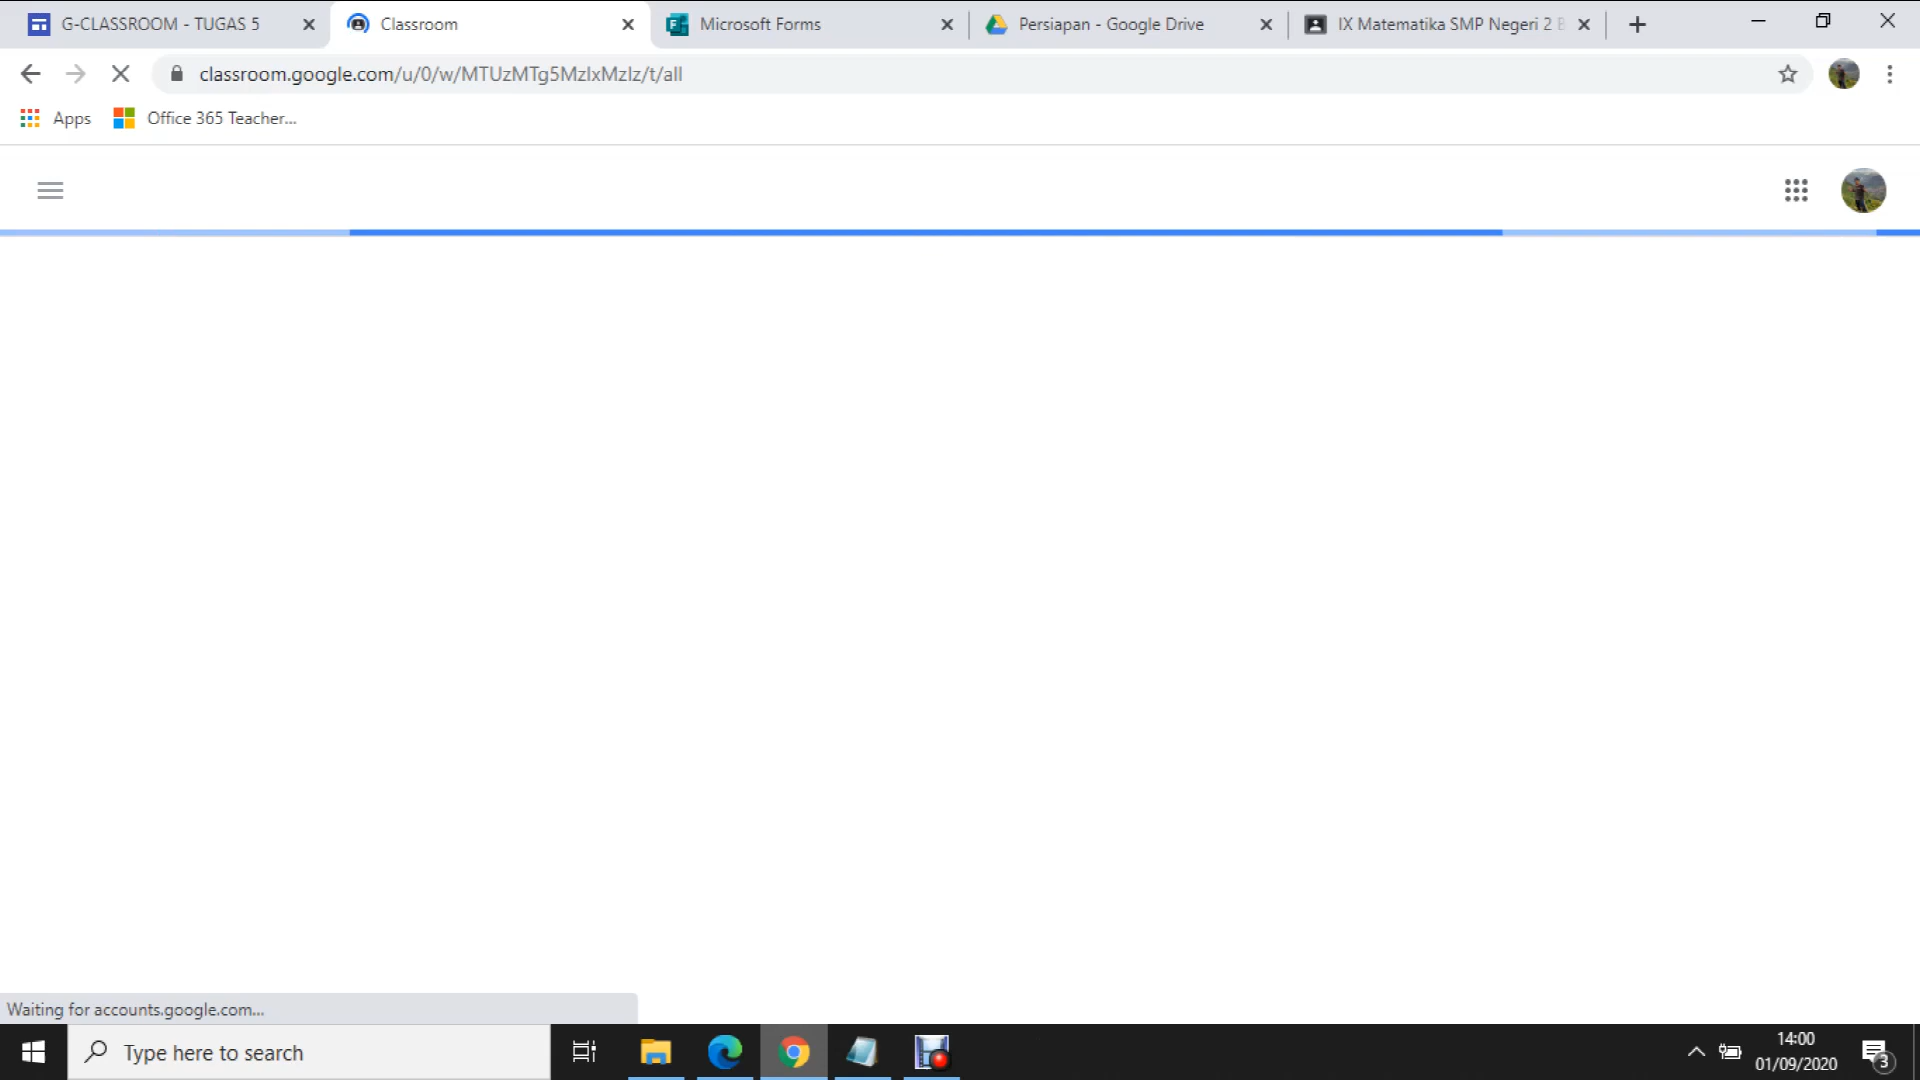 G-CLASSROOM - TUGAS 5
Classroom
Microsoft Forms
Persiapan - Google Drive
IX Matematika SMP Negeri 2 B
classroom.google.com/u/0/w/MTUzMTg5MzIxMzIz/t/all
Apps
Office 365 Teacher...
Waiting for accounts.google.com...
Type here to search
14:00
01/09/2020
3